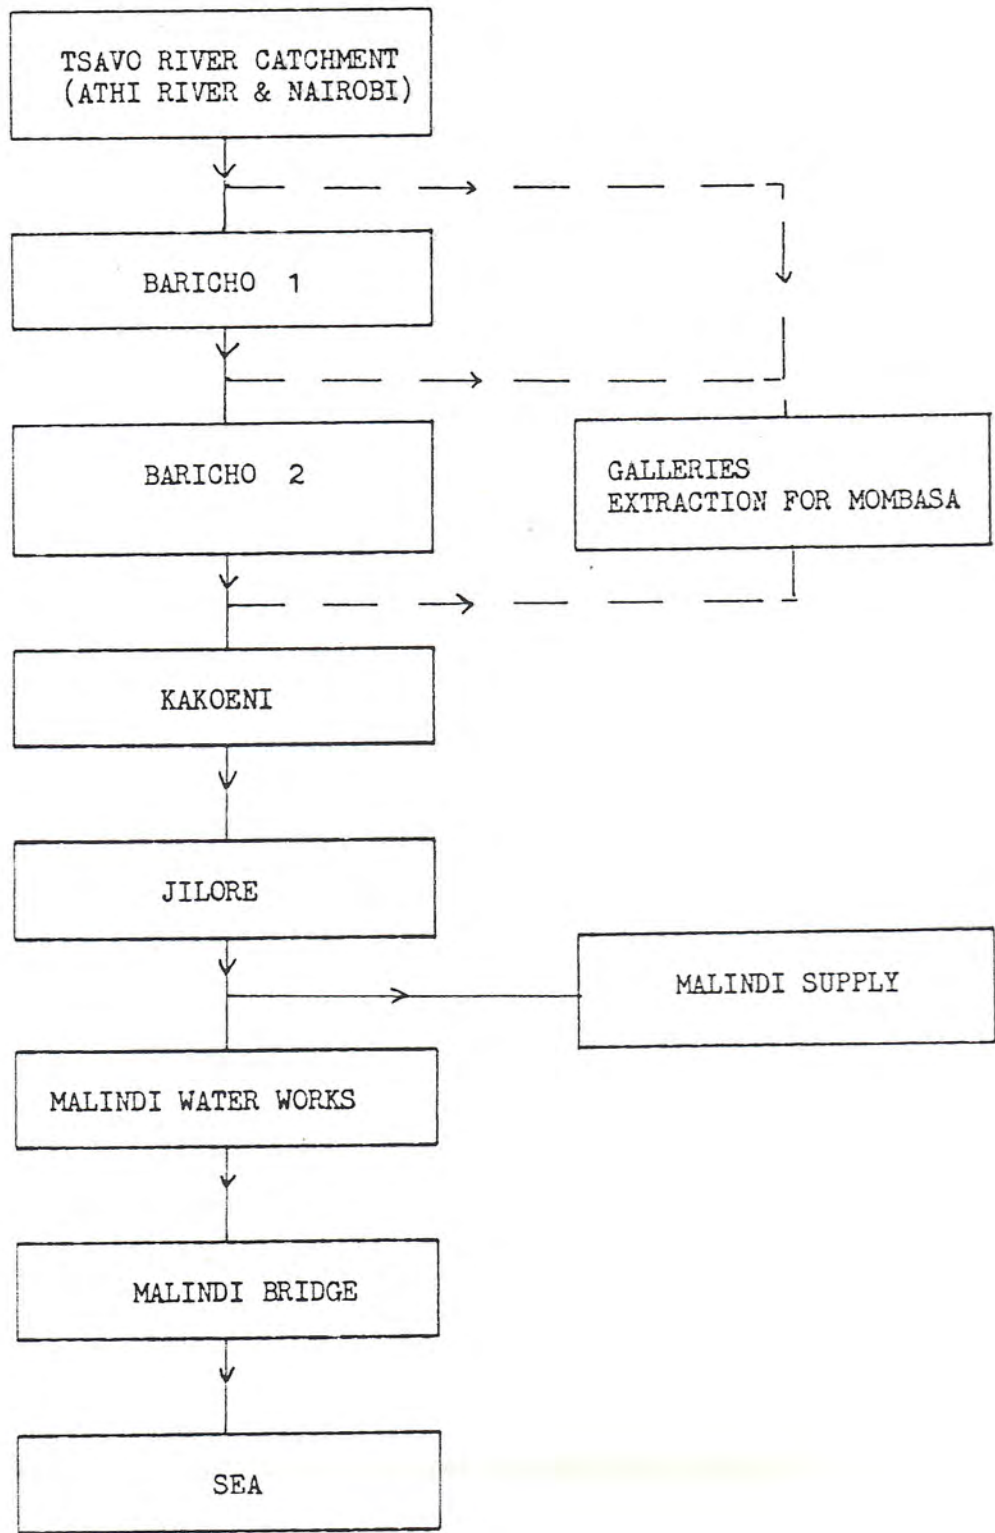 TSAVO RIVER CATCHMENT
(ATHI RIVER & NAIROBI)
BARICHO 1
BARICHO 2
GALLERIES
EXTRACTION FOR MOMBASA
KAKOENI
JILORE
MALINDI SUPPLY
MALINDI WATER WORKS
MALINDI BRIDGE
SEA